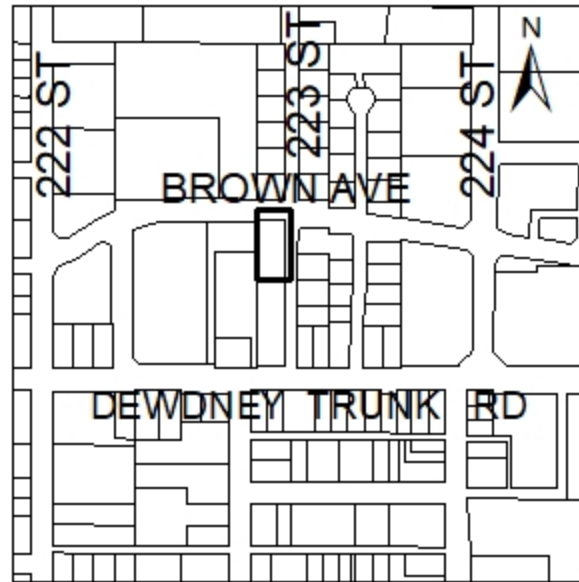 N
222 ST
223 ST
224 ST
BROWN AVE
DEWDNEY TRUNK RD